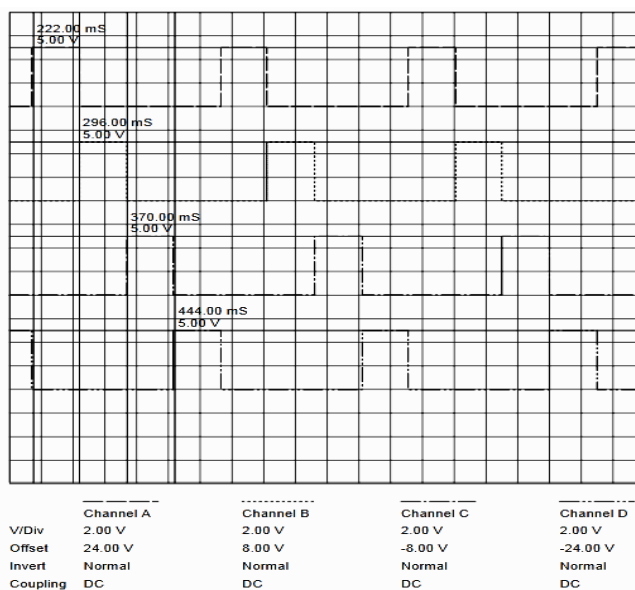 222.00 mS
5.00 V
296.00 mS
5.00 V
370.00 mS
5.00 V
444.00 mS
5.00 V
Channel A Channel B Channel C Channel D
V/Div 2.00 V 2.00 V 2.00 V 2.00 V
Offset 24.00 V 8.00 V -8.00 V -24.00 V
Invert Normal Normal Normal Normal
Coupling DC DC DC DC